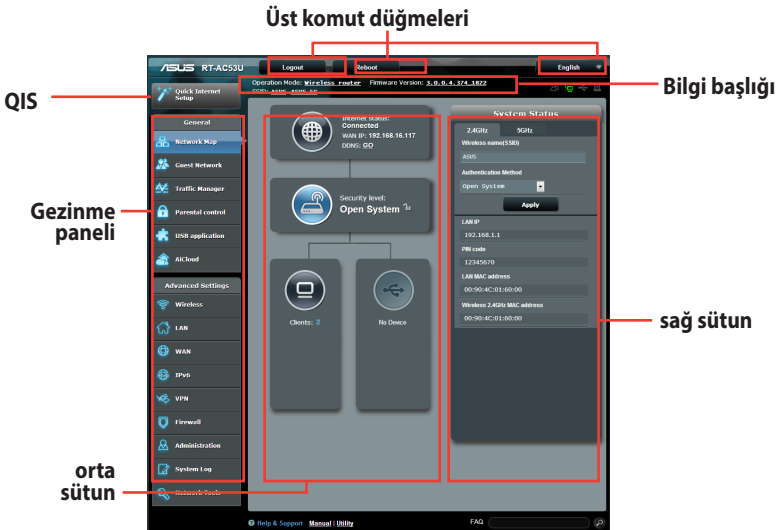 Üst komut düğmeleri
ASUS RT-AC53U
Logout
Reboot
English
Operation Mode: Wireless router Firmware Version: 3.0.0.4.374_1822
SSID: ASUS ASUS_5G
Bilgi başlığı
QIS
Quick Internet
Setup
General
Network Map
Guest Network
Traffic Manager
Parental control
USB application
AiCloud
Gezinme
paneli
Advanced Settings
Wireless
LAN
WAN
IPv6
VPN
Firewall
Administration
System Log
Network Tools
Internet status:
Connected
WAN IP: 192.168.16.117
DDNS: GO
Security level:
Open System
Clients: 2
No Device
System Status
2.4GHz 5GHz
Wireless name(SSID)
ASUS
Authentication Method
Open System
Apply
LAN IP
192.168.1.1
PIN code
12345670
LAN MAC address
00:90:4C:01:60:00
Wireless 2.4GHz MAC address
00:90:4C:01:60:00
sağ sütun
orta
sütun
Help & Support Manual | Utility
FAQ